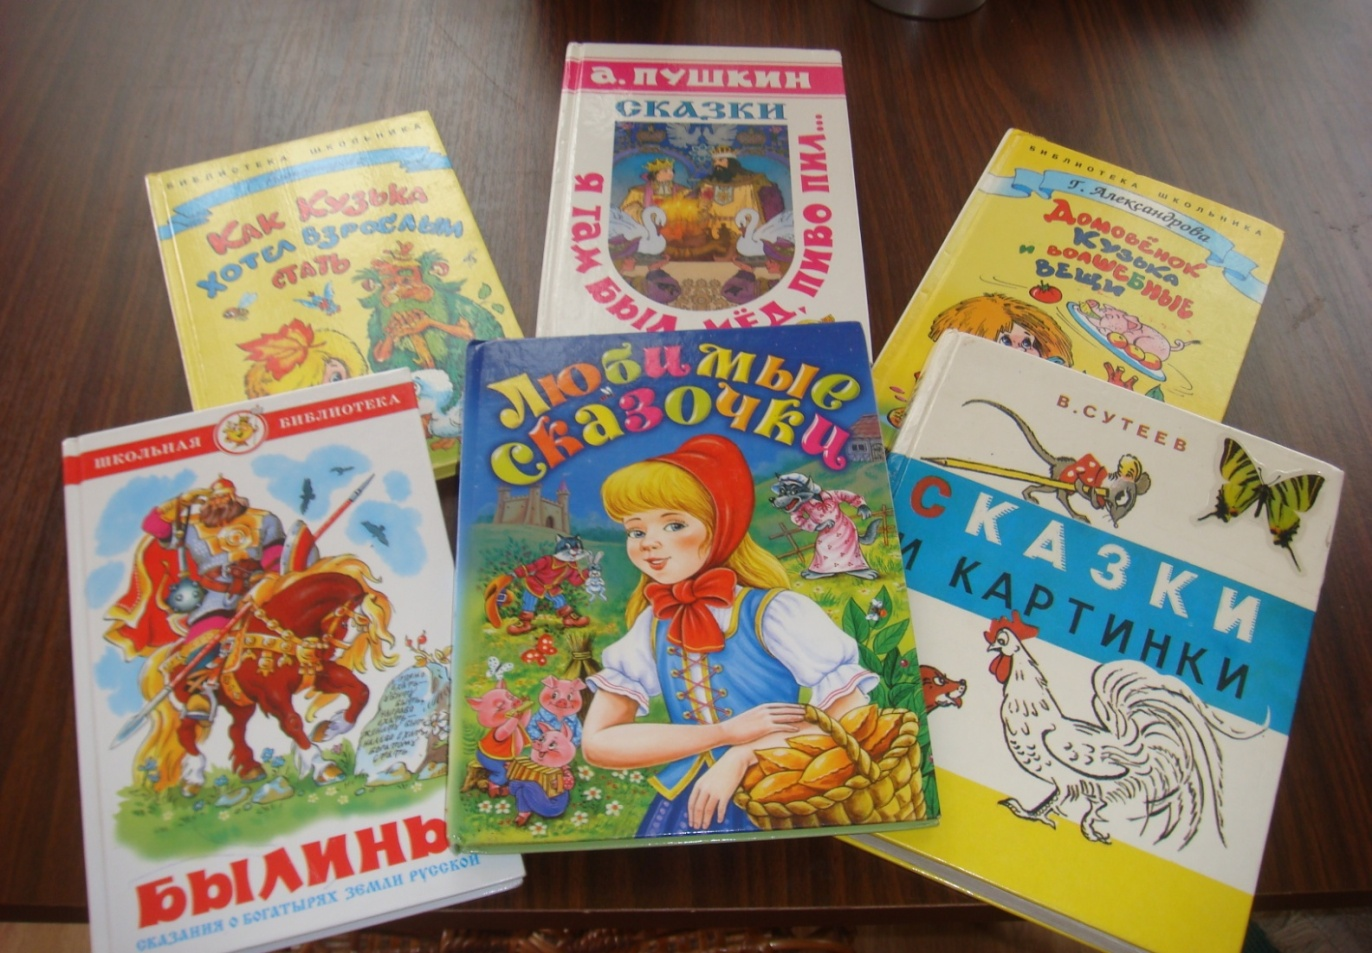 БИБЛИОТЕКА ШКОЛЬНИКА
КАК КУЗЬКА
ХОТЕЛ ВЗРОСЛЫМ
СТАТЬ
А. ПУШКИН
СКАЗКИ
Я ТАМ БЫЛ, МЁД, ПИВО ПИЛ...
БИБЛИОТЕКА ШКОЛЬНИКА
Г. Александрова
ДОМОВЁНОК
КУЗЬКА
И ВОЛШЕБНЫЕ
ВЕЩИ
ШКОЛЬНАЯ БИБЛИОТЕКА
БЫЛИНЫ
СКАЗАНИЯ О БОГАТЫРЯХ ЗЕМЛИ РУССКОЙ
Любимые
сказочки
В. СУТЕЕВ
СКАЗКИ
И КАРТИНКИ